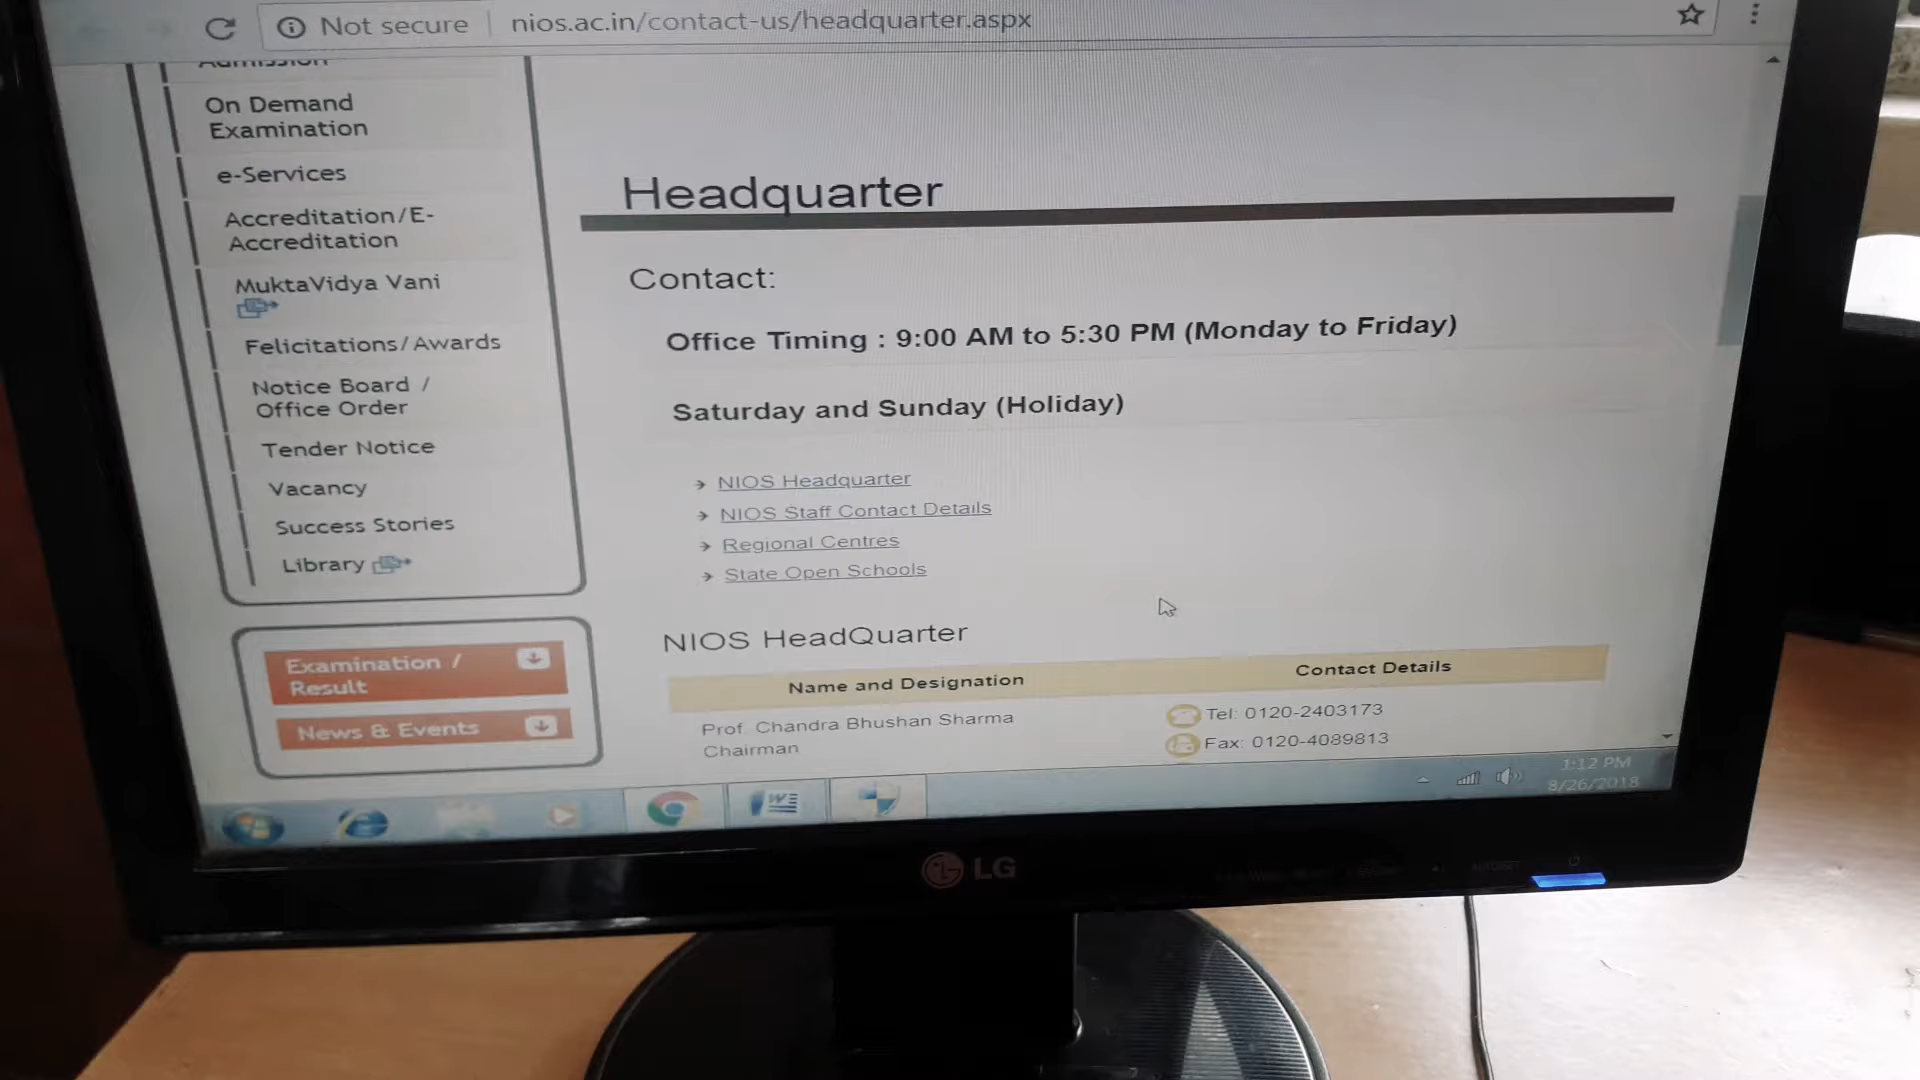 Not secure | nios.ac.in/contact-us/headquarter.aspx
Admission
On Demand
Examination
e-Services
Accreditation/E-
Accreditation
MuktaVidya Vani
Felicitations/Awards
Notice Board /
Office Order
Tender Notice
Vacancy
Success Stories
Library
Examination /
Result
News & Events
Headquarter
Contact:
Office Timing : 9:00 AM to 5:30 PM (Monday to Friday)
Saturday and Sunday (Holiday)
NIOS Headquarter
NIOS Staff Contact Details
Regional Centres
State Open Schools
NIOS HeadQuarter
Name and Designation
Contact Details
Prof. Chandra Bhushan Sharma
Chairman
Tel: 0120-2403173
Fax: 0120-4089813
1:12 PM
8/26/2018
LG